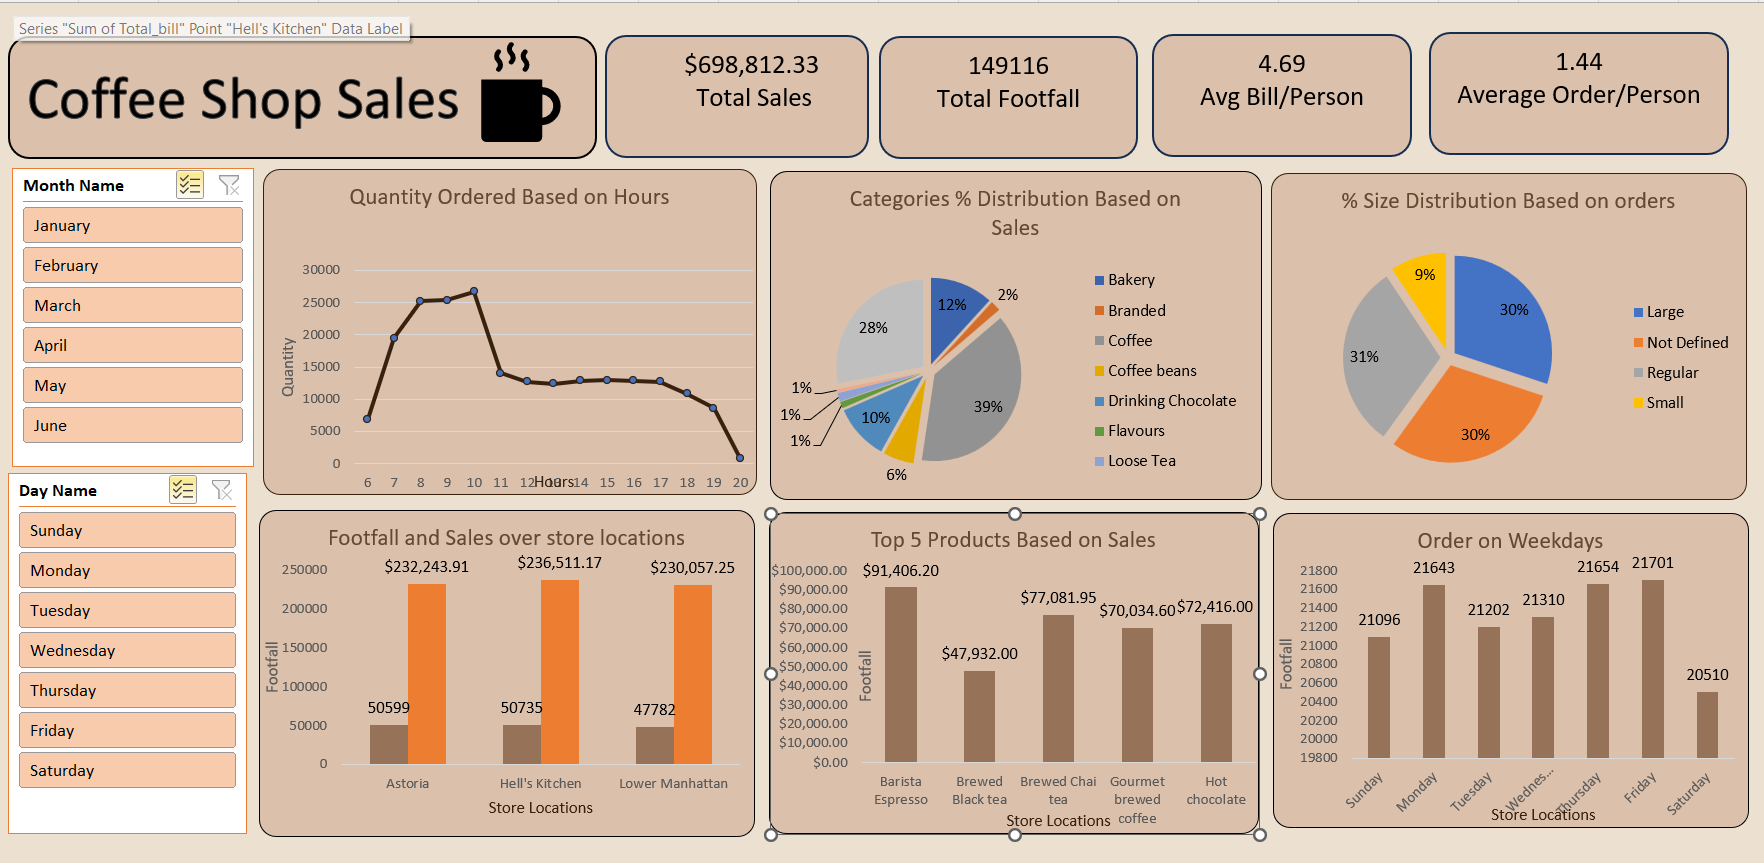 Series "Sum of Total_bill" Point "Hell's Kitchen" Data Label
Coffee Shop Sales
$698,812.33
Total Sales
149116
Total Footfall
4.69
Avg Bill/Person
1.44
Average Order/Person
Month Name
January
February
March
April
May
June
Day Name
Sunday
Monday
Tuesday
Wednesday
Thursday
Friday
Saturday
Quantity Ordered Based on Hours
30000
25000
20000
15000
10000
5000
0
Quantity
6 7 8 9 10 11 12 14 15 16 17 18 19 20
Hours
Categories % Distribution Based on
Sales
12%
2%
39%
6%
10%
1%
1%
1%
28%
Bakery
Branded
Coffee
Coffee beans
Drinking Chocolate
Flavours
Loose Tea
% Size Distribution Based on orders
30%
30%
31%
9%
Large
Not Defined
Regular
Small
Footfall and Sales over store locations
250000
200000
150000
100000
50000
0
Footfall
$232,243.91
$236,511.17
$230,057.25
50599
50735
47782
Astoria
Hell's Kitchen
Lower Manhattan
Store Locations
Top 5 Products Based on Sales
$100,000.00
$90,000.00
$80,000.00
$70,000.00
$60,000.00
$50,000.00
$40,000.00
$30,000.00
$20,000.00
$10,000.00
$0.00
Footfall
$91,406.20
$47,932.00
$77,081.95
$70,034.60
$72,416.00
Barista
Espresso
Brewed
Black tea
Brewed Chai
tea
Gourmet
brewed
coffee
Hot
chocolate
Store Locations
Order on Weekdays
21800
21600
21400
21200
21000
20800
20600
20400
20200
20000
19800
Footfall
21096
21643
21202
21310
21654
21701
20510
Sunday
Monday
Tuesday
Wednes...
Thursday
Friday
Saturday
Store Locations